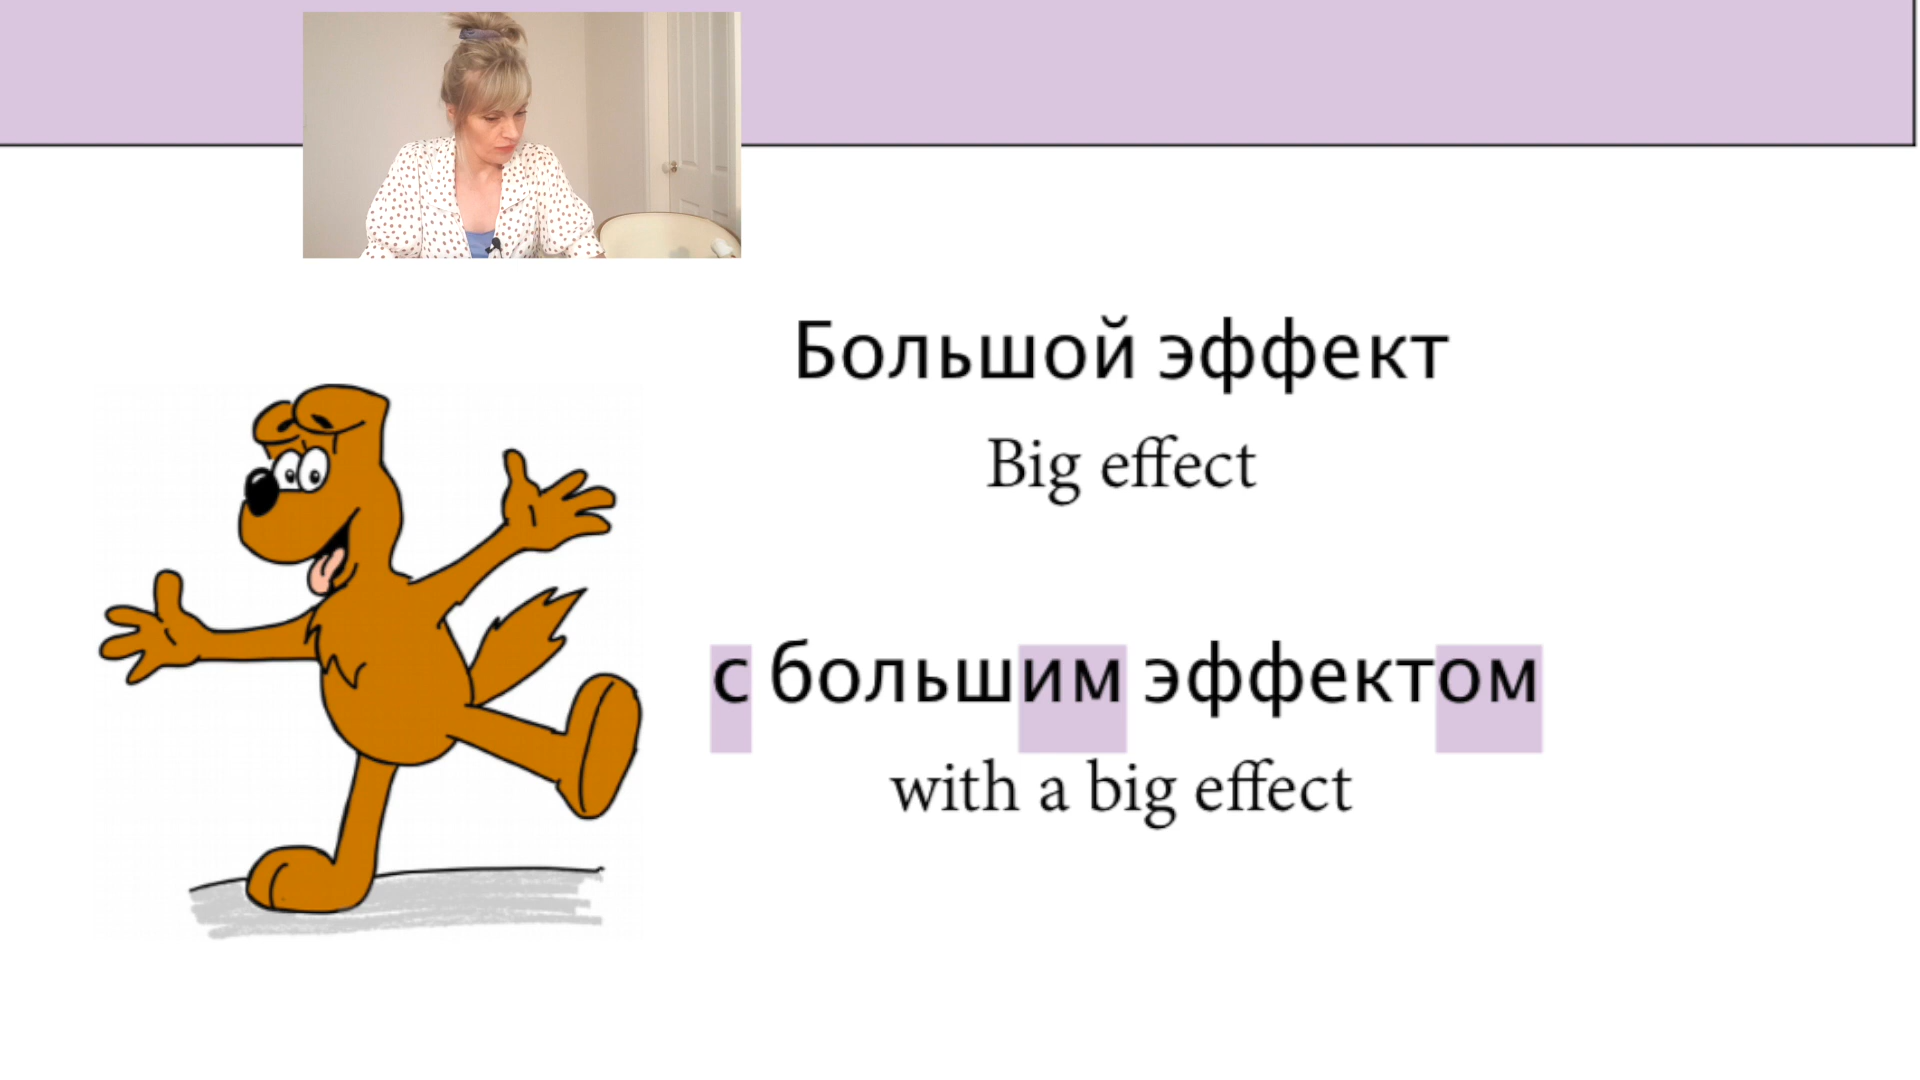 Большой эффект
Big effect
с большим эффектом
with a big effect